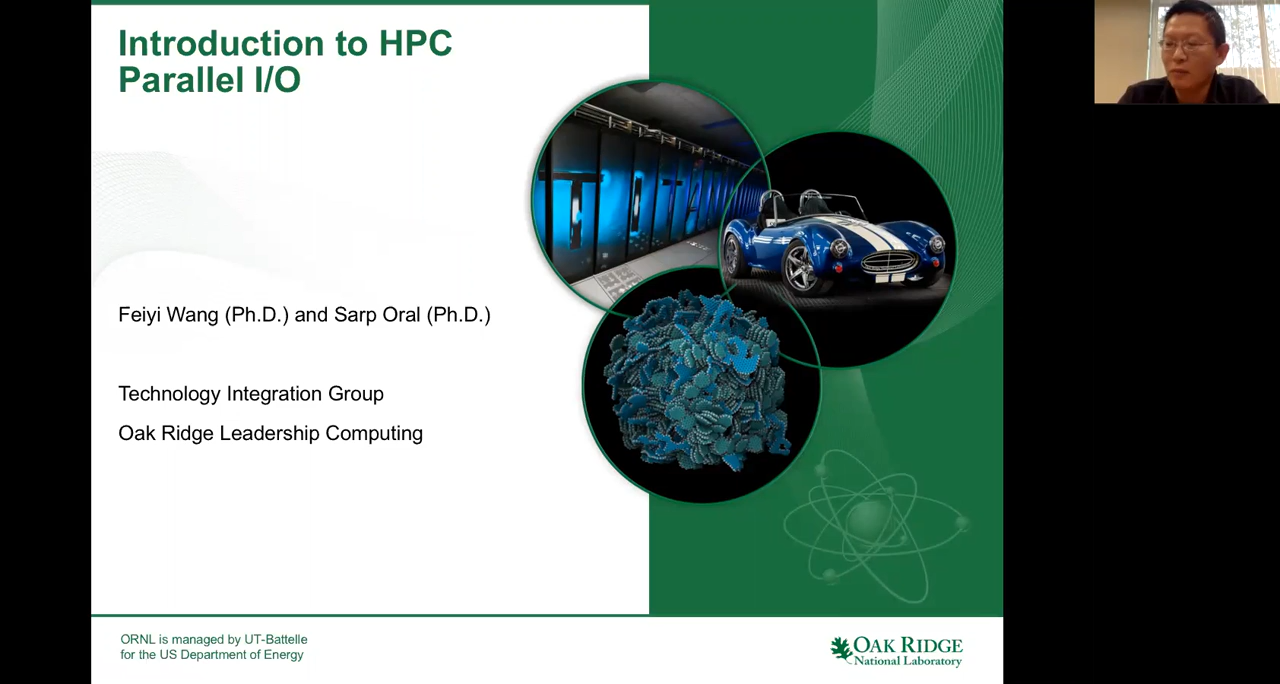 Introduction to HPC
Parallel I/O
TITA
Feiyi Wang (Ph.D.) and Sarp Oral (Ph.D.)
Technology Integration Group
Oak Ridge Leadership Computing
ORNL is managed by UT-Battelle
for the US Department of Energy
OAK RIDGE
National Laboratory